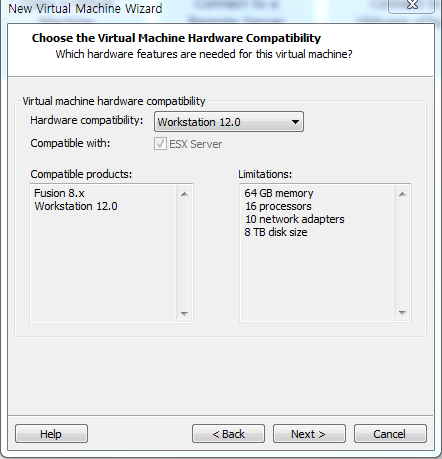 New Virtual Machine Wizard
Choose the Virtual Machine Hardware Compatibility
Which hardware features are needed for this virtual machine?
Virtual machine hardware compatibility
Hardware compatibility: Workstation 12.0
Compatible with: ESX Server
Compatible products: Limitations:
Fusion 8.x
Workstation 12.0
64 GB memory
16 processors
10 network adapters
8 TB disk size
Help < Back Next > Cancel